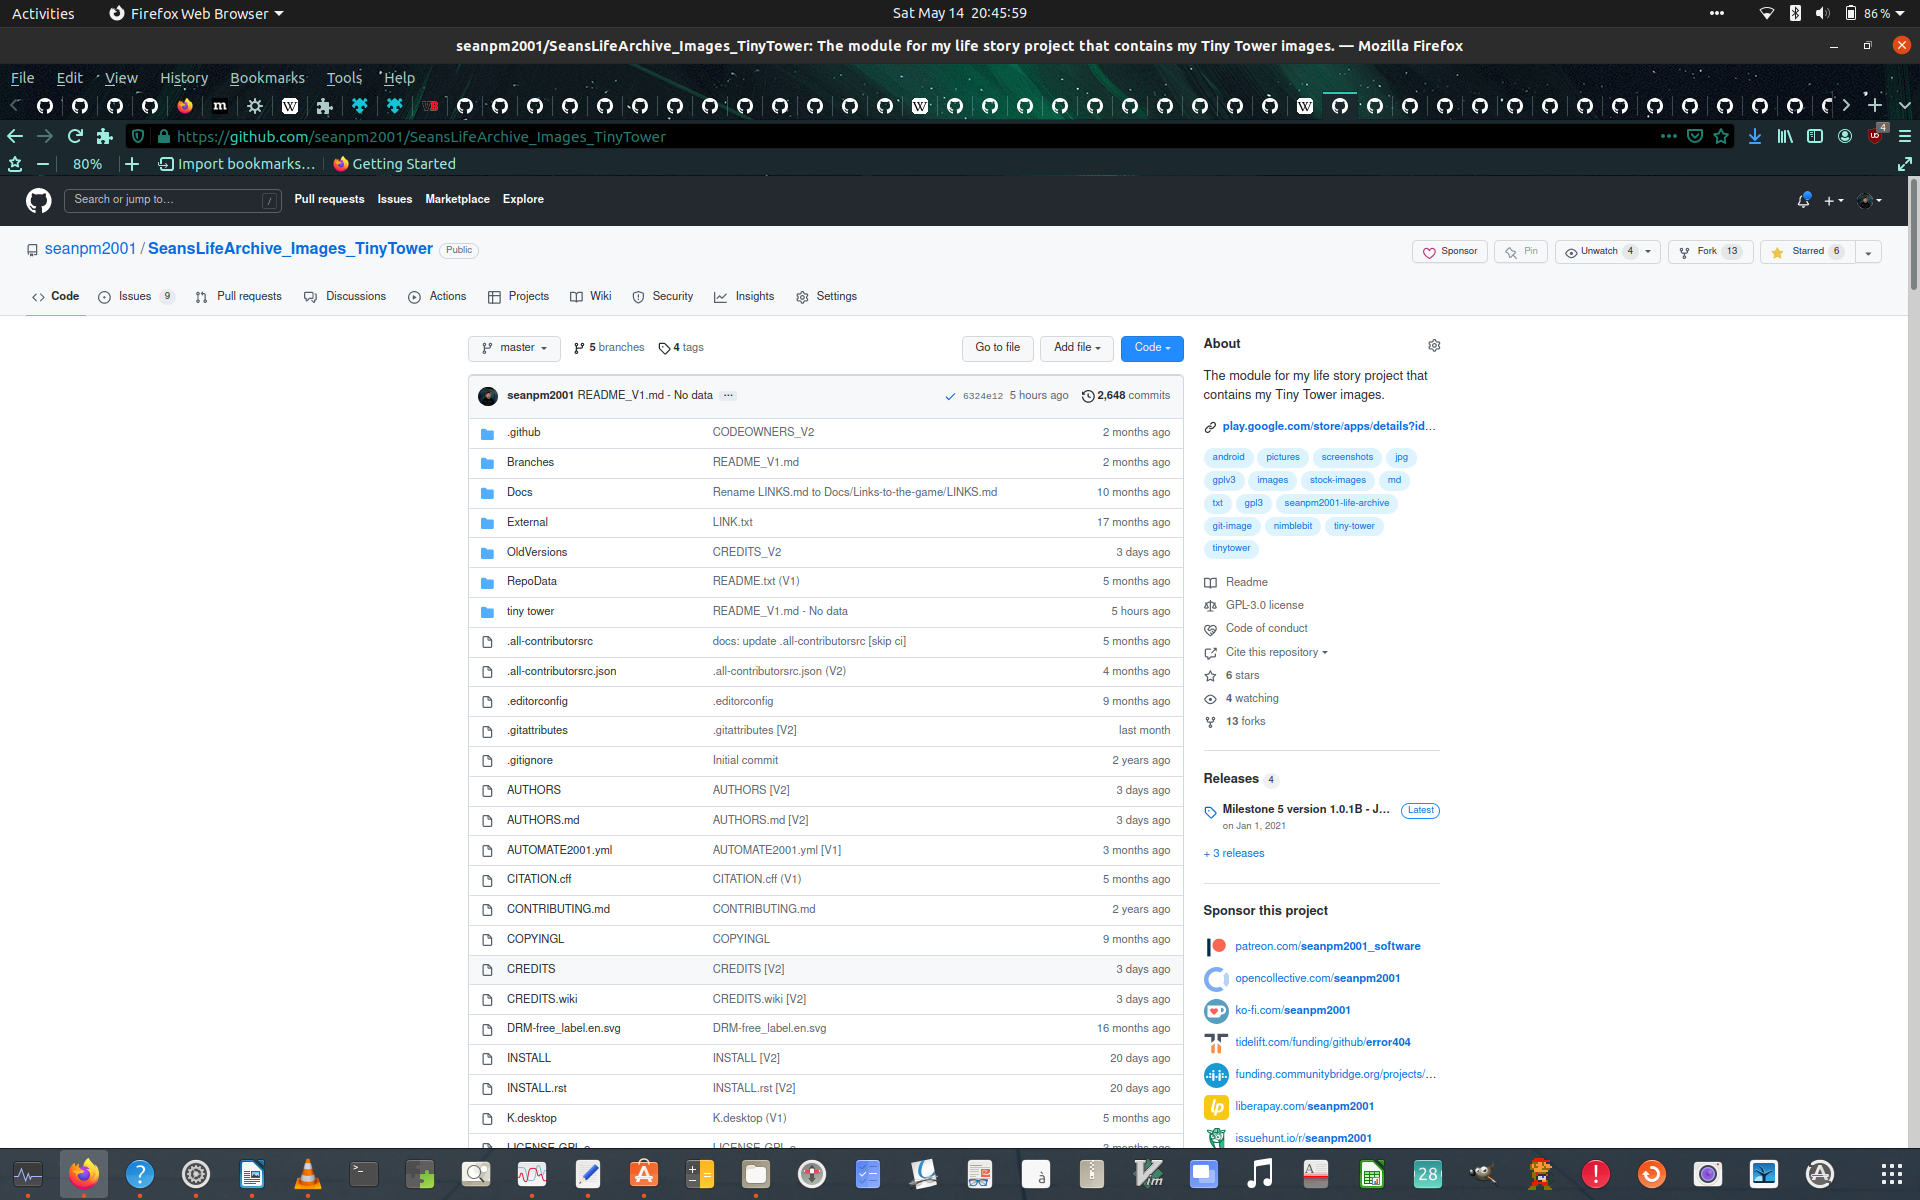 Activities Firefox Web Browser Sat May 14 20:45:59 86 %
seanpm2001/SeansLifeArchive_Images_TinyTower: The module for my life story project that contains my Tiny Tower images. — Mozilla Firefox
File Edit View History Bookmarks Tools Help
https://github.com/seanpm2001/SeansLifeArchive_Images_TinyTower 4
80% Import bookmarks... Getting Started
Search or jump to... / Pull requests Issues Marketplace Explore
seanpm2001 / SeansLifeArchive_Images_TinyTower Public Sponsor Pin Unwatch 4 Fork 13 Starred 6
Code Issues 9 Pull requests Discussions Actions Projects Wiki Security Insights Settings
master 5 branches 4 tags Go to file Add file Code
seanpm2001 README_V1.md - No data ... 6324e12 5 hours ago 2,648 commits
.github CODEOWNERS_V2 2 months ago
Branches README_V1.md 2 months ago
Docs Rename LINKS.md to Docs/Links-to-the-game/LINKS.md 10 months ago
External LINK.txt 17 months ago
OldVersions CREDITS_V2 3 days ago
RepoData README.txt (V1) 5 months ago
tiny tower README_V1.md - No data 5 hours ago
.all-contributorsrc docs: update .all-contributorsrc [skip ci] 5 months ago
.all-contributorsrc.json .all-contributorsrc.json (V2) 4 months ago
.editorconfig .editorconfig 9 months ago
.gitattributes .gitattributes [V2] last month
.gitignore Initial commit 2 years ago
AUTHORS AUTHORS [V2] 3 days ago
AUTHORS.md AUTHORS.md [V2] 3 days ago
AUTOMATE2001.yml AUTOMATE2001.yml [V1] 3 months ago
CITATION.cff CITATION.cff (V1) 5 months ago
CONTRIBUTING.md CONTRIBUTING.md 2 years ago
COPYINGL COPYINGL 9 months ago
CREDITS CREDITS [V2] 3 days ago
CREDITS.wiki CREDITS.wiki [V2] 3 days ago
DRM-free_label.en.svg DRM-free_label.en.svg 16 months ago
INSTALL INSTALL [V2] 20 days ago
INSTALL.rst INSTALL.rst [V2] 20 days ago
K.desktop K.desktop (V1) 5 months ago
About
The module for my life story project that
contains my Tiny Tower images.
play.google.com/store/apps/details?id...
android pictures screenshots jpg
gplv3 images stock-images md
txt gpl3 seanpm2001-life-archive
git-image nimblebit tiny-tower
tinytower
Readme
GPL-3.0 license
Code of conduct
Cite this repository
6 stars
4 watching
13 forks
Releases 4
Milestone 5 version 1.0.1B - J... Latest
on Jan 1, 2021
+ 3 releases
Sponsor this project
patreon.com/seanpm2001_software
opencollective.com/seanpm2001
ko-fi.com/seanpm2001
tidelift.com/funding/github/error404
funding.communitybridge.org/projects/...
liberapay.com/seanpm2001
issuehunt.io/r/seanpm2001
28